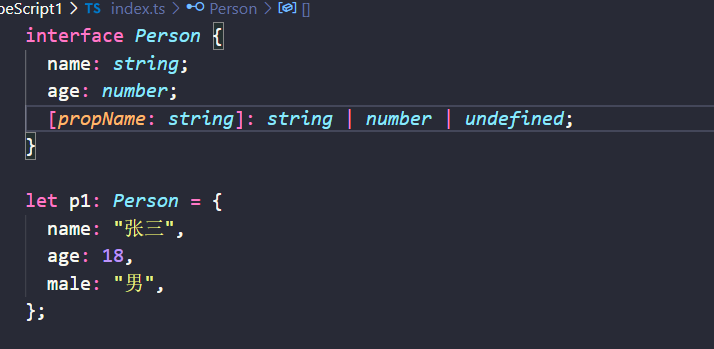 peScript1 > TS index.ts > Person > []
interface Person {
  name: string;
  age: number;
  [propName: string]: string | number | undefined;
}

let p1: Person = {
  name: "张三",
  age: 18,
  male: "男",
};